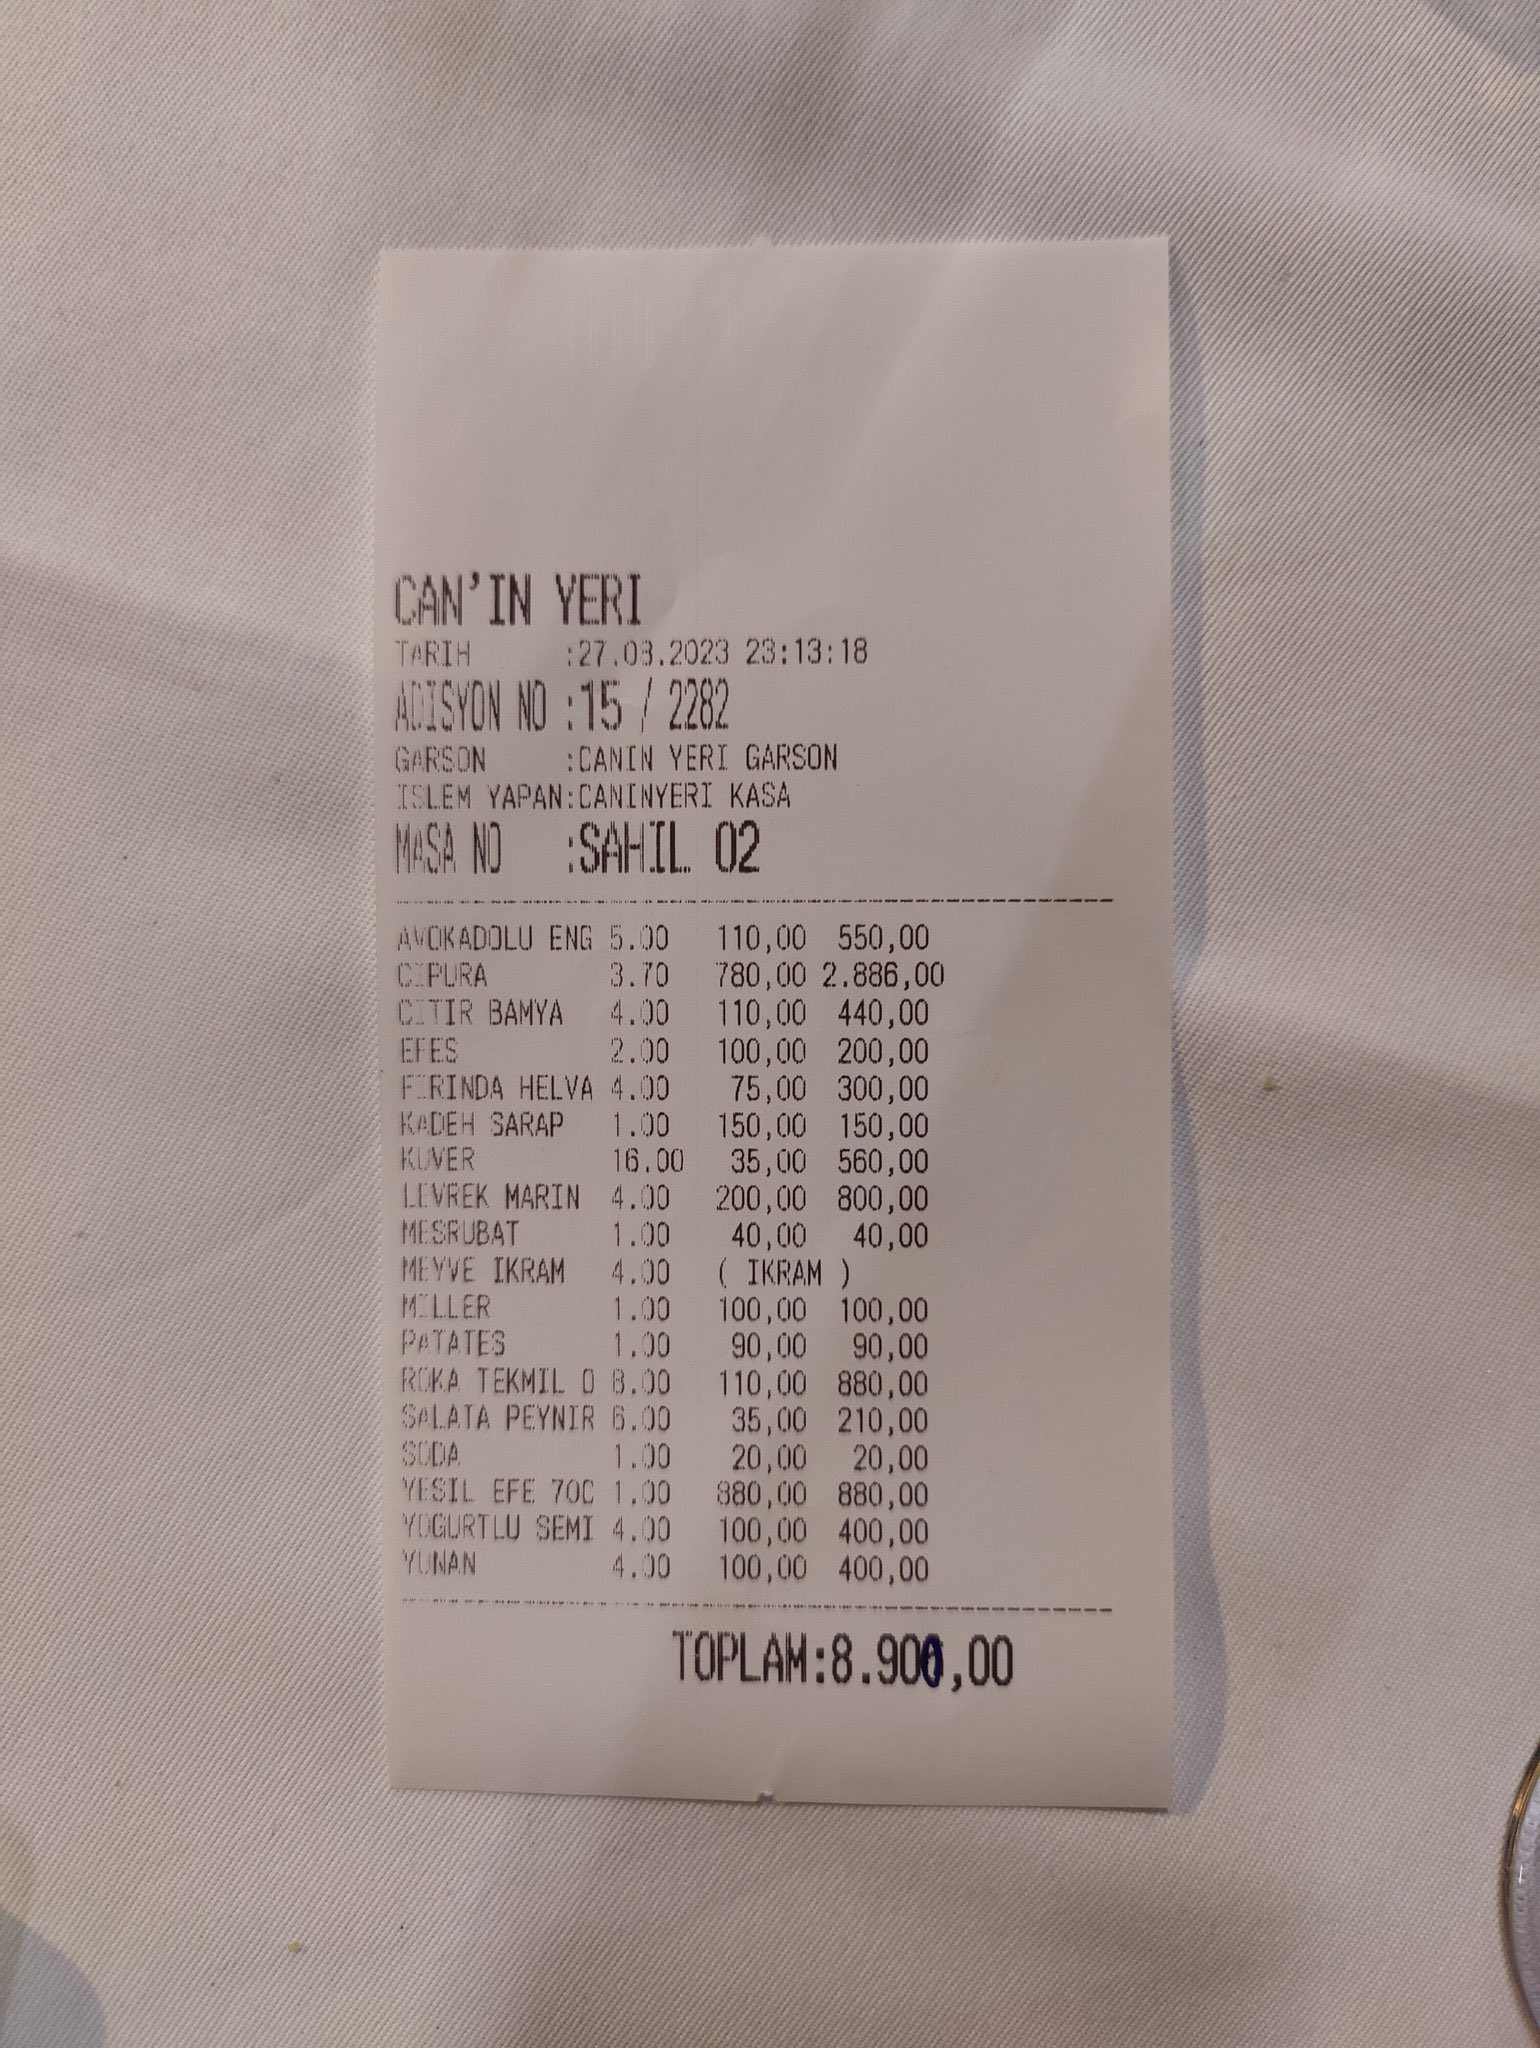 CAN'IN YERI
TARIH :27.08.2023 23:13:18
ADISYON NO :15 / 2282
GARSON :CANIN YERI GARSON
ISLEM YAPAN:CANINYERI KASA
MASA NO :SAHIL 02
AVOKADOLU ENG 5.00 110,00 550,00
CIPURA 3.70 780,00 2.886,00
CITIR BAMYA 4.00 110,00 440,00
EFES 2.00 100,00 200,00
FIRINDA HELVA 4.00 75,00 300,00
KADEH SARAP 1.00 150,00 150,00
KUVER 16.00 35,00 560,00
LEVREK MARIN 4.00 200,00 800,00
MESRUBAT 1.00 40,00 40,00
MEYVE IKRAM 4.00 ( IKRAM )
MILLER 1.00 100,00 100,00
PATATES 1.00 90,00 90,00
ROKA TEKMIL O 8.00 110,00 880,00
SALATA PEYNIR 6.00 35,00 210,00
SODA 1.00 20,00 20,00
YESIL EFE 70C 1.00 880,00 880,00
YOGURTLU SEMI 4.00 100,00 400,00
YUNAN 4.00 100,00 400,00
TOPLAM:8.900,00